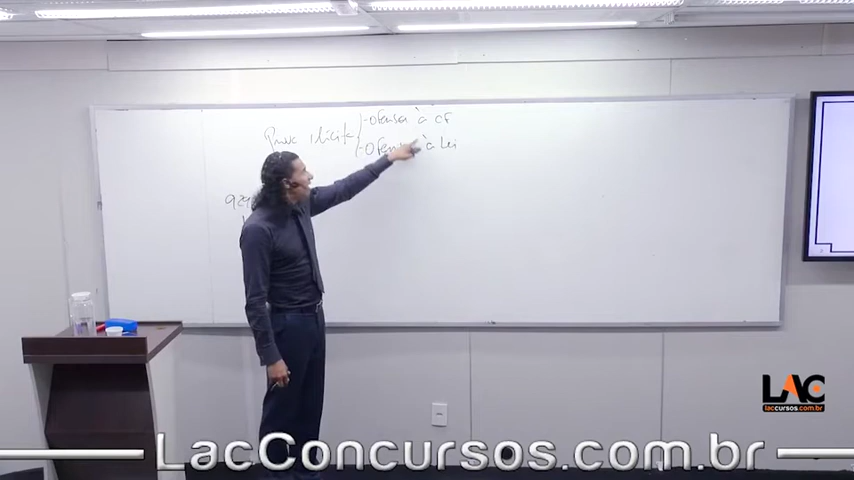 Prova ilícita
- Ofensa à CF
- Ofensa à Lei
LAC
laccursos.com.br
LacConcursos.com.br